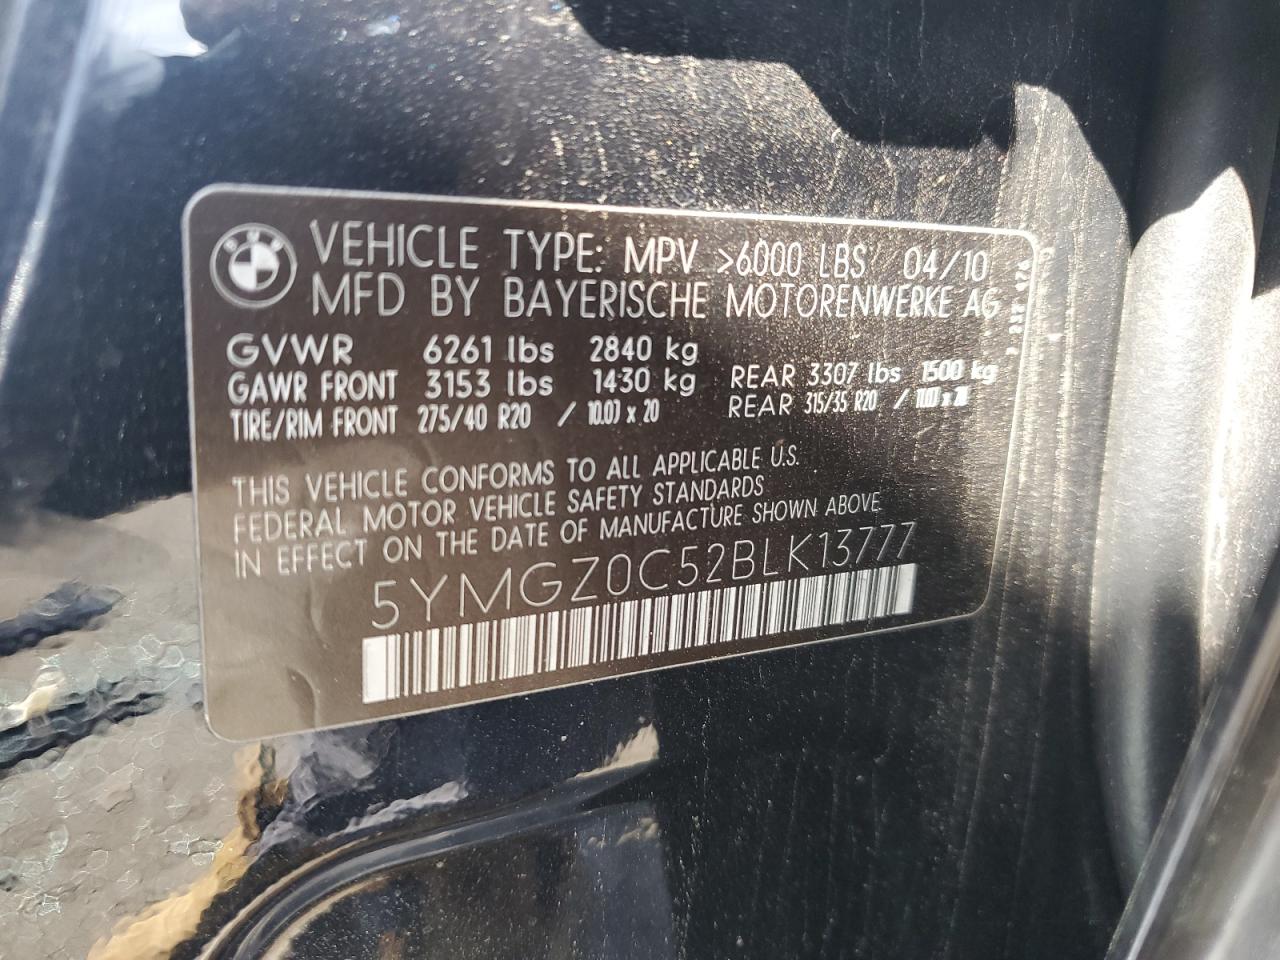 BMW VEHICLE TYPE: MPV >6000 LBS 04/10
MFD BY BAYERISCHE MOTORENWERKE AG
GVWR 6261 lbs 2840 kg
GAWR FRONT 3153 lbs 1430 kg REAR 3307 lbs 1500 kg
TIRE/RIM FRONT 275/40 R20 / 10.0J x 20 REAR 315/35 R20 /
THIS VEHICLE CONFORMS TO ALL APPLICABLE U.S.
FEDERAL MOTOR VEHICLE SAFETY STANDARDS
IN EFFECT ON THE DATE OF MANUFACTURE SHOWN ABOVE
5YMGZ0C52BLK13777